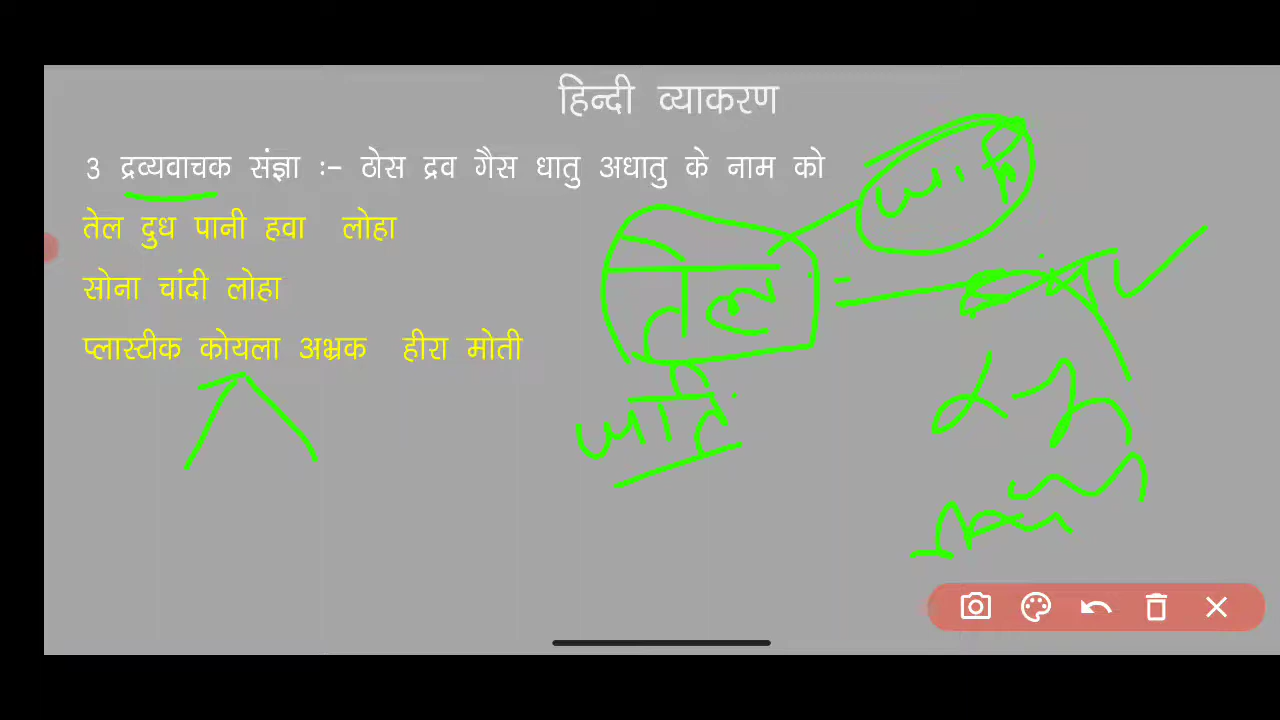 हिन्दी व्याकरण
3 द्रव्यवाचक संज्ञा :- ठोस द्रव गैस धातु अधातु के नाम को
तेल दुध पानी हवा लोहा
सोना चांदी लोहा
प्लास्टीक कोयला अभ्रक हीरा मोती
तेल
जाति